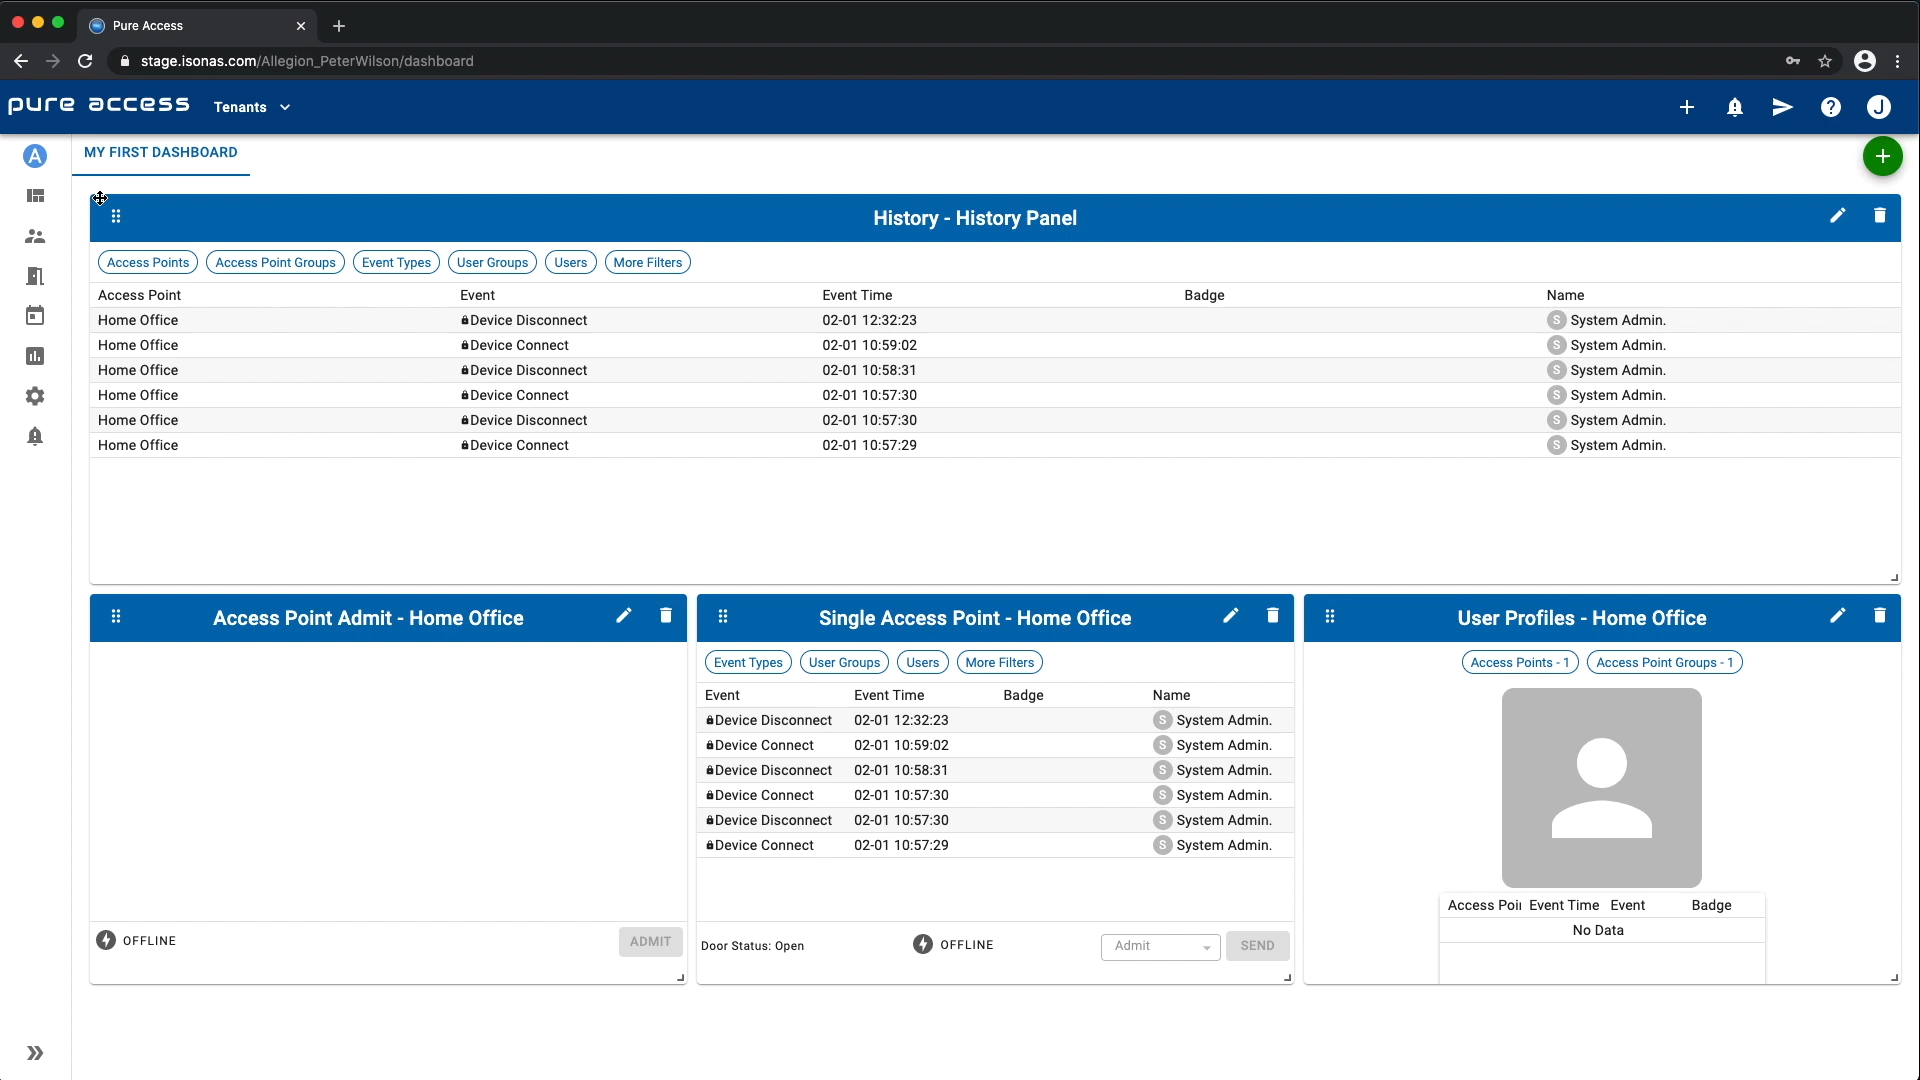 Pure Access
stage.isonas.com/Allegion_PeterWilson/dashboard
pure access Tenants J
A MY FIRST DASHBOARD
History - History Panel
Access Points Access Point Groups Event Types User Groups Users More Filters
Access Point Event Event Time Badge Name
Home Office Device Disconnect 02-01 12:32:23 S System Admin.
Home Office Device Connect 02-01 10:59:02 S System Admin.
Home Office Device Disconnect 02-01 10:58:31 S System Admin.
Home Office Device Connect 02-01 10:57:30 S System Admin.
Home Office Device Disconnect 02-01 10:57:30 S System Admin.
Home Office Device Connect 02-01 10:57:29 S System Admin.
Access Point Admit - Home Office
OFFLINE ADMIT
Single Access Point - Home Office
Event Types User Groups Users More Filters
Event Event Time Badge Name
Device Disconnect 02-01 12:32:23 S System Admin.
Device Connect 02-01 10:59:02 S System Admin.
Device Disconnect 02-01 10:58:31 S System Admin.
Device Connect 02-01 10:57:30 S System Admin.
Device Disconnect 02-01 10:57:30 S System Admin.
Device Connect 02-01 10:57:29 S System Admin.
Door Status: Open OFFLINE Admit SEND
User Profiles - Home Office
Access Points - 1 Access Point Groups - 1
Access Poi Event Time Event Badge
No Data